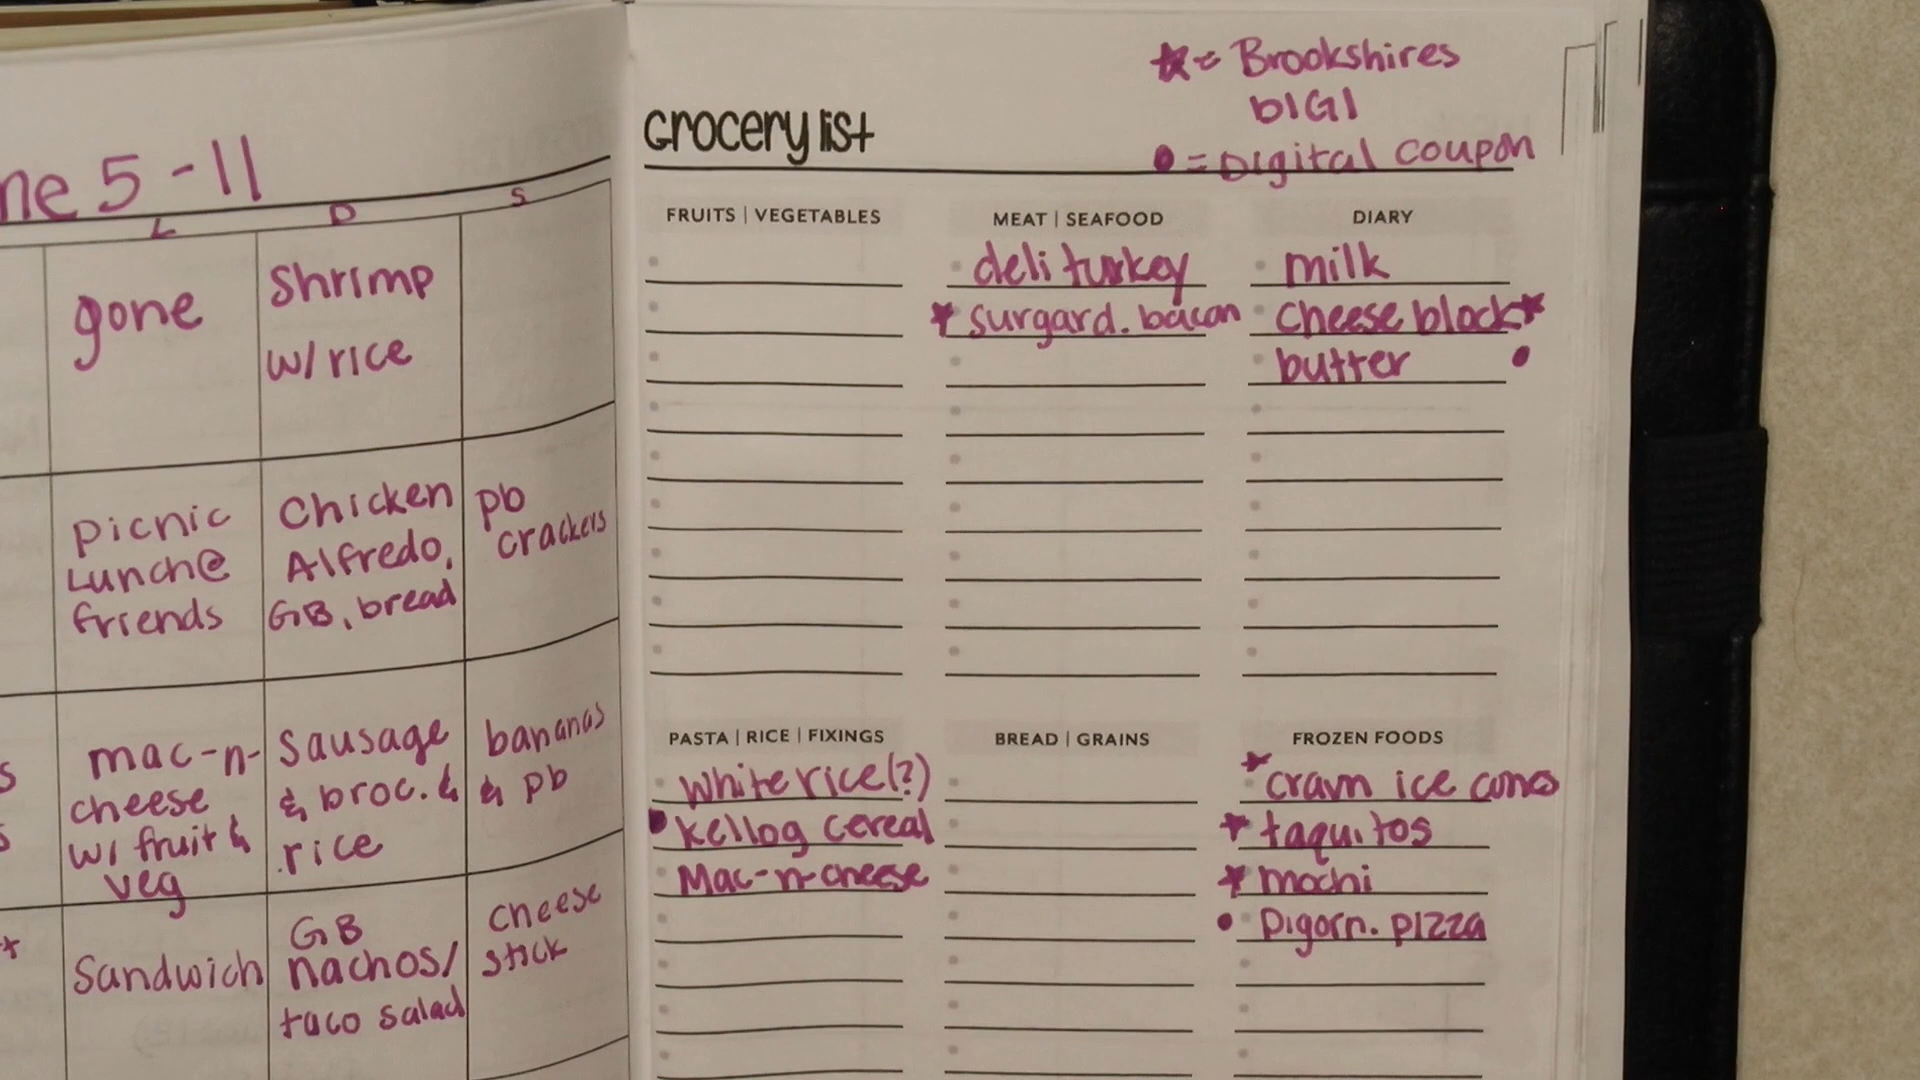 ne 5-11
L D S
gone
Shrimp
w/ rice
Picnic
Lunch@
friends
Chicken
Alfredo,
GB, bread
pb
crackers
s
s
mac-n-
cheese
w/ fruit &
veg
Sausage
& broc. &
rice
bananas
& pb
Sandwich
GB
nachos/
taco salad
cheese
stick
★= Brookshires
B1G1
●= Digital coupon
Grocery list
FRUITS | VEGETABLES
MEAT | SEAFOOD
deli turkey
★ surgard. bacon
DIARY
milk
cheese block★
butter ●
PASTA | RICE | FIXINGS
White rice (?)
● Kellog cereal
Mac-n-cheese
BREAD | GRAINS
FROZEN FOODS
★ cravm ice cones
★ taquitos
★ mochi
● Digorn. pizza